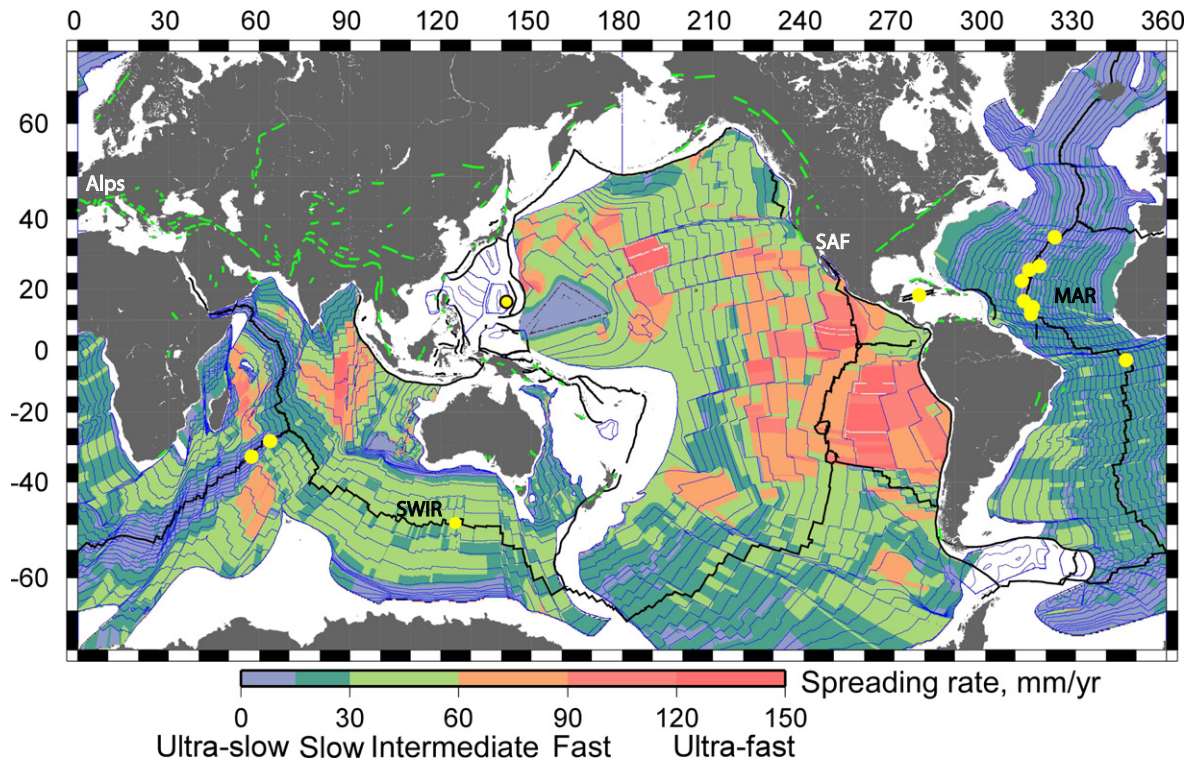 0 30 60 90 120 150 180 210 240 270 300 330 360
60
40
20
0
-20
-40
-60
Alps
SAF
MAR
SWIR
0 30 60 90 120 150
Spreading rate, mm/yr
Ultra-slow Slow Intermediate Fast Ultra-fast